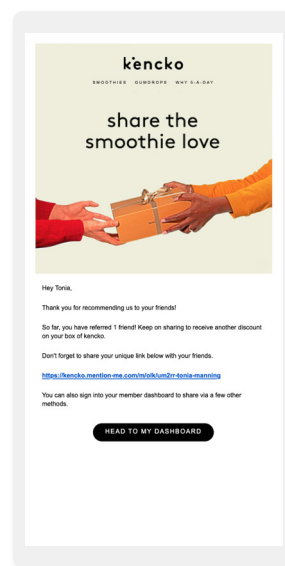 kencko
SMOOTHIES GUMDROPS WHY 5-A-DAY
share the
smoothie love
Hey Tonia,
Thank you for recommending us to your friends!
So far, you have referred 1 friend! Keep on sharing to receive another discount
on your box of kencko.
Don't forget to share your unique link below with your friends.
https://kencko.mention-me.com/m/olk/um2rr-tonia-manning
You can also sign into your member dashboard to share via a few other
methods.
HEAD TO MY DASHBOARD